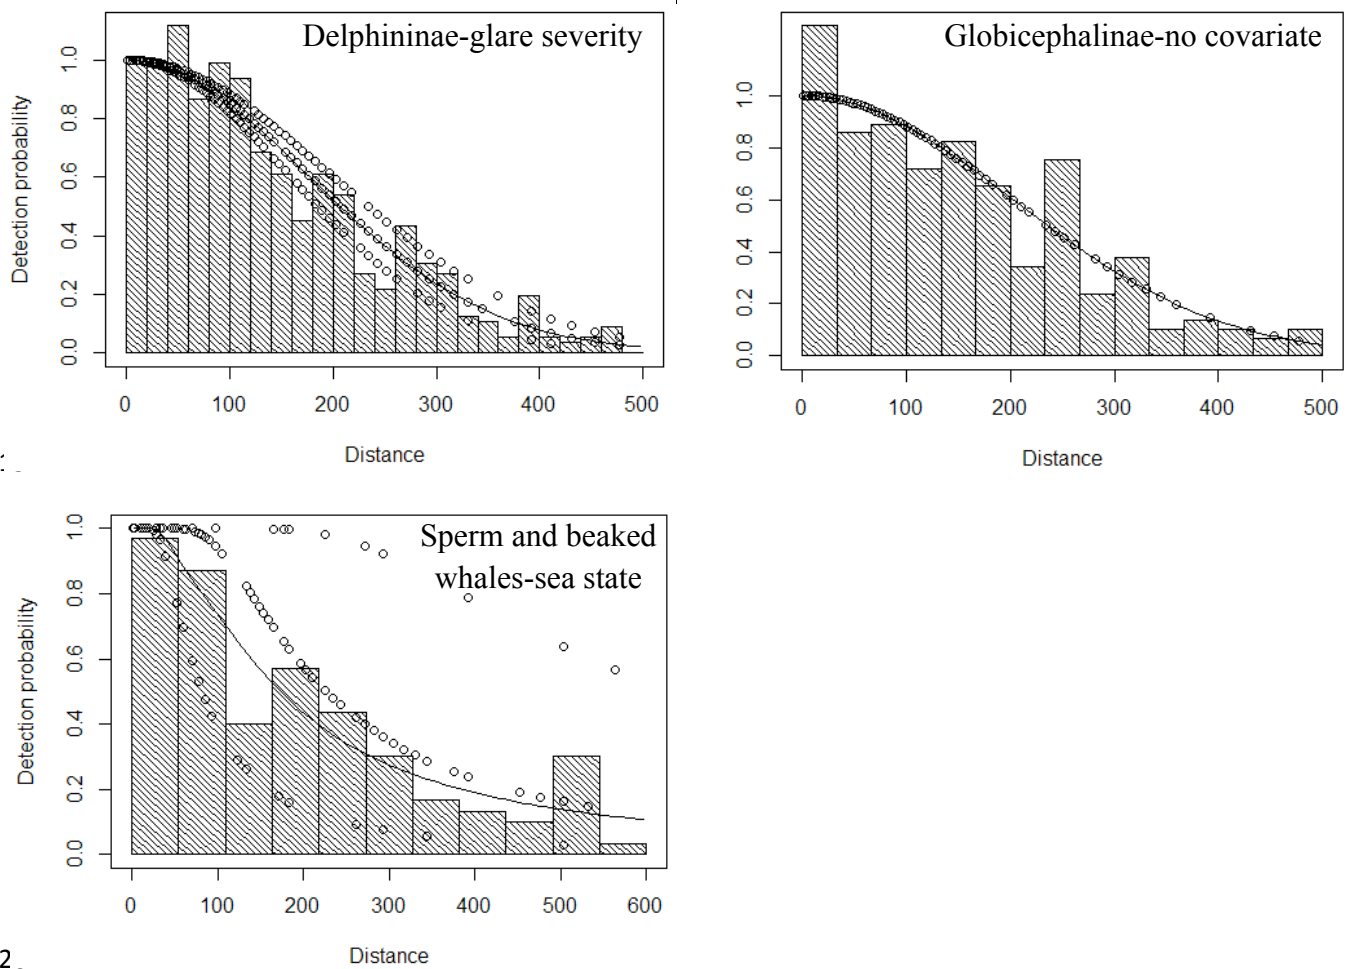 Delphininae-glare severity
Detection probability
0.0 0.2 0.4 0.6 0.8 1.0
0 100 200 300 400 500
Distance
Globicephalinae-no covariate
Detection probability
0.0 0.2 0.4 0.6 0.8 1.0
0 100 200 300 400 500
Distance
Sperm and beaked
whales-sea state
Detection probability
0.0 0.2 0.4 0.6 0.8 1.0
0 100 200 300 400 500 600
Distance
2